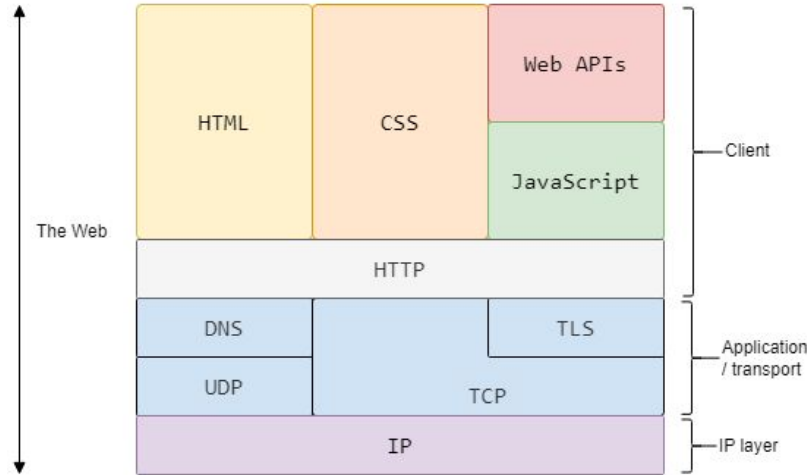 Web APIs
HTML
CSS
Client
JavaScript
The Web
HTTP
DNS
TLS
Application
/ transport
UDP
TCP
IP
IP layer